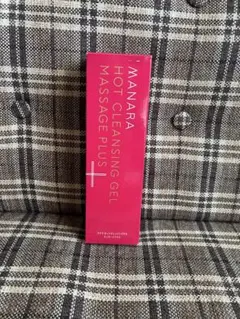 MANARA
HOT CLEANSING GEL
MASSAGE PLUS